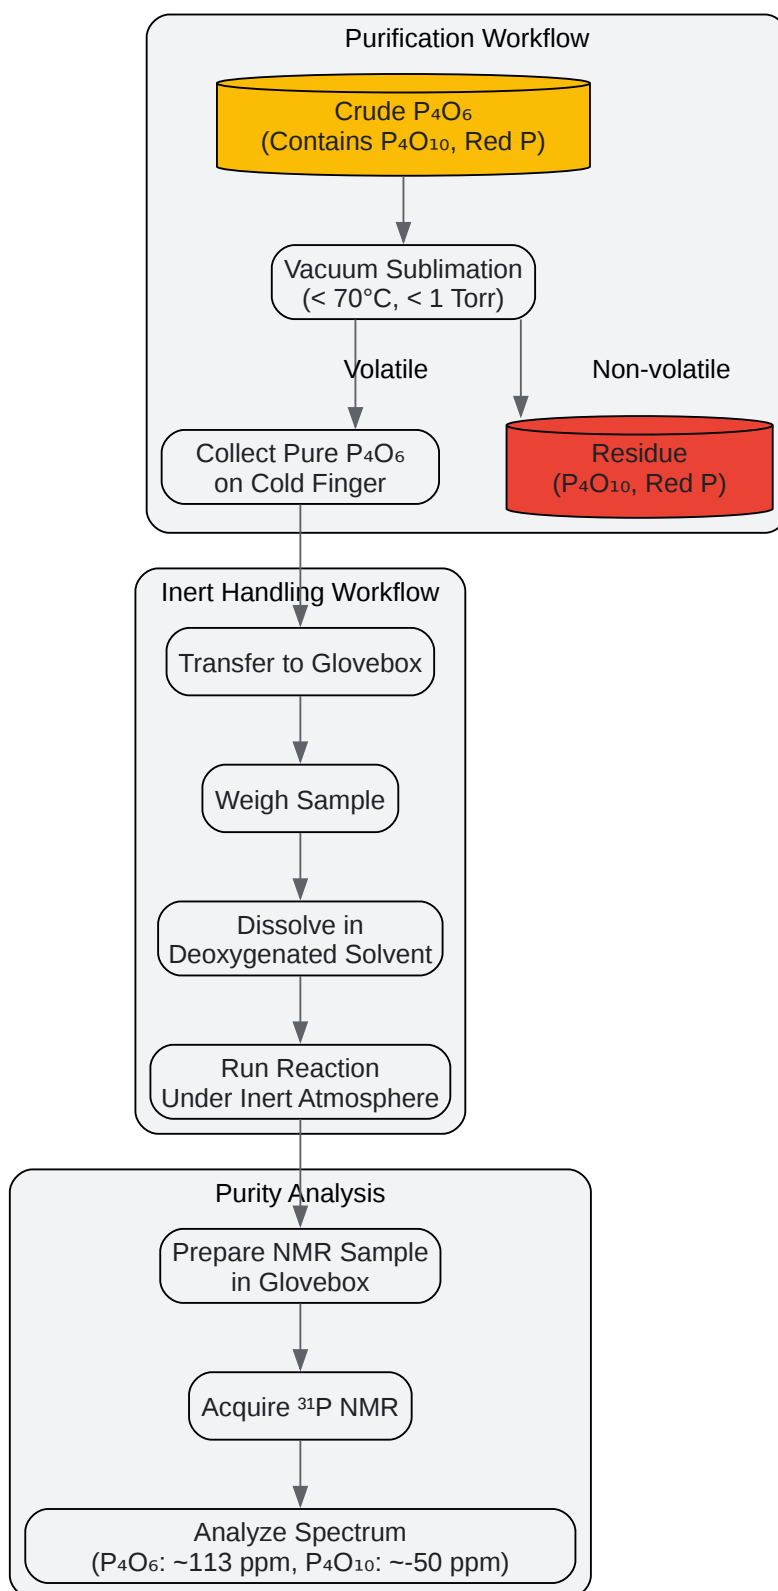 Purification Workflow
Crude P₄O₆
(Contains P₄O₁₀, Red P)
Vacuum Sublimation
(< 70°C, < 1 Torr)
Volatile
Non-volatile
Collect Pure P₄O₆
on Cold Finger
Residue
(P₄O₁₀, Red P)
Inert Handling Workflow
Transfer to Glovebox
Weigh Sample
Dissolve in
Deoxygenated Solvent
Run Reaction
Under Inert Atmosphere
Purity Analysis
Prepare NMR Sample
in Glovebox
Acquire ³¹P NMR
Analyze Spectrum
(P₄O₆: ~113 ppm, P₄O₁₀: ~-50 ppm)